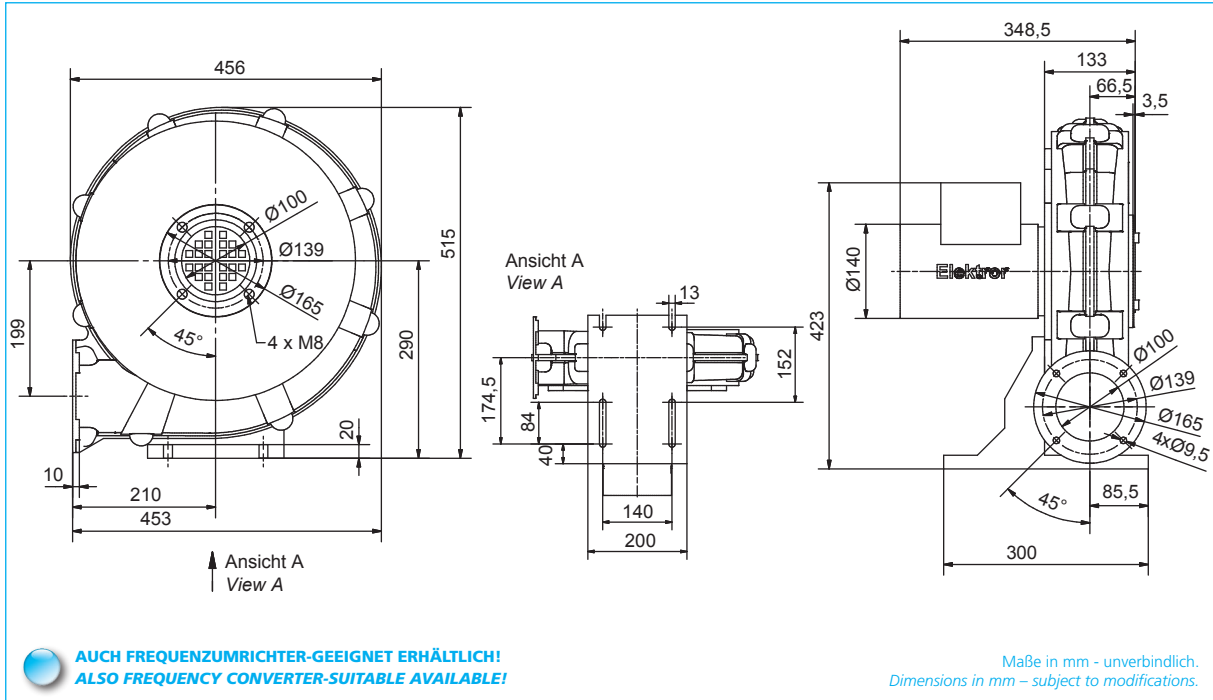 456
Ø100
Ø139
Ø165
45°
4 x M8
199
515
290
20
10
210
453
Ansicht A
View A
Ansicht A
View A
13
152
174,5
84
40
140
200
348,5
133
66,5
3,5
Ø140
Elektror
423
Ø100
Ø139
Ø165
4xØ9,5
45°
85,5
300
AUCH FREQUENZUMRICHTER-GEEIGNET ERHÄLTLICH!
ALSO FREQUENCY CONVERTER-SUITABLE AVAILABLE!
Maße in mm - unverbindlich.
Dimensions in mm – subject to modifications.